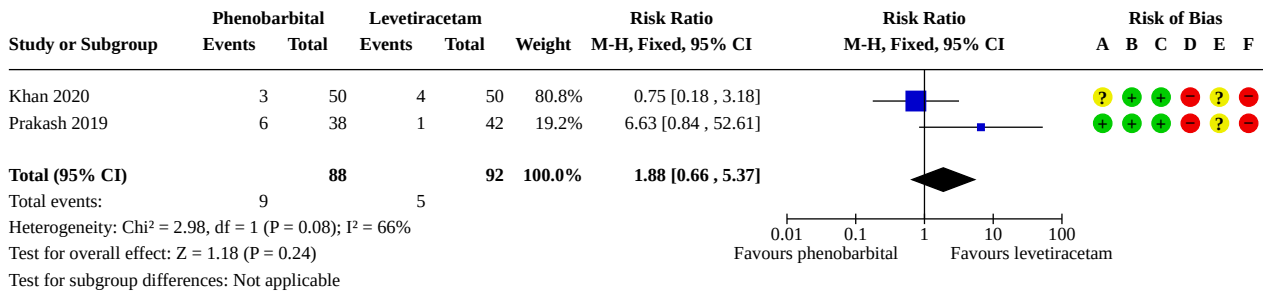 Phenobarbital Levetiracetam Risk Ratio Risk Ratio Risk of Bias
Study or Subgroup Events Total Events Total Weight M-H, Fixed, 95% CI M-H, Fixed, 95% CI A B C D E F
Khan 2020 3 50 4 50 80.8% 0.75 [0.18 , 3.18] ? + + − ? −
Prakash 2019 6 38 1 42 19.2% 6.63 [0.84 , 52.61] + + + − ? −
Total (95% CI) 88 92 100.0% 1.88 [0.66 , 5.37]
Total events: 9 5
Heterogeneity: Chi² = 2.98, df = 1 (P = 0.08); I² = 66%
0.01 0.1 1 10 100
Test for overall effect: Z = 1.18 (P = 0.24) Favours phenobarbital Favours levetiracetam
Test for subgroup differences: Not applicable